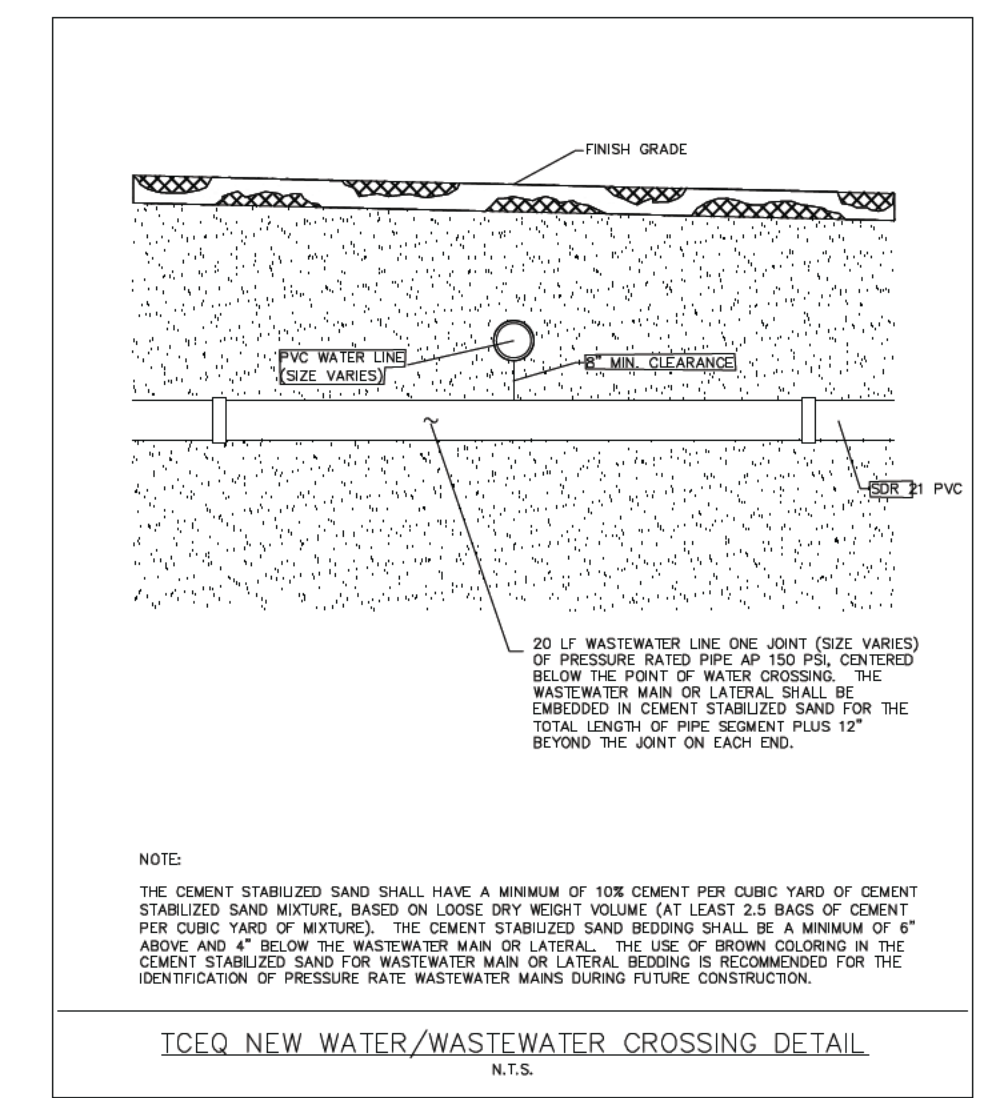 FINISH GRADE
PVC WATER LINE
(SIZE VARIES)
8" MIN. CLEARANCE
SDR 21 PVC
20 LF WASTEWATER LINE ONE JOINT (SIZE VARIES)
OF PRESSURE RATED PIPE AP 150 PSI, CENTERED
BELOW THE POINT OF WATER CROSSING. THE
WASTEWATER MAIN OR LATERAL SHALL BE
EMBEDDED IN CEMENT STABILIZED SAND FOR THE
TOTAL LENGTH OF PIPE SEGMENT PLUS 12"
BEYOND THE JOINT ON EACH END.
NOTE:
THE CEMENT STABILIZED SAND SHALL HAVE A MINIMUM OF 10% CEMENT PER CUBIC YARD OF CEMENT
STABILIZED SAND MIXTURE, BASED ON LOOSE DRY WEIGHT VOLUME (AT LEAST 2.5 BAGS OF CEMENT
PER CUBIC YARD OF MIXTURE). THE CEMENT STABILIZED SAND BEDDING SHALL BE A MINIMUM OF 6"
ABOVE AND 4" BELOW THE WASTEWATER MAIN OR LATERAL. THE USE OF BROWN COLORING IN THE
CEMENT STABILIZED SAND FOR WASTEWATER MAIN OR LATERAL BEDDING IS RECOMMENDED FOR THE
IDENTIFICATION OF PRESSURE RATE WASTEWATER MAINS DURING FUTURE CONSTRUCTION.
TCEQ NEW WATER/WASTEWATER CROSSING DETAIL
N.T.S.